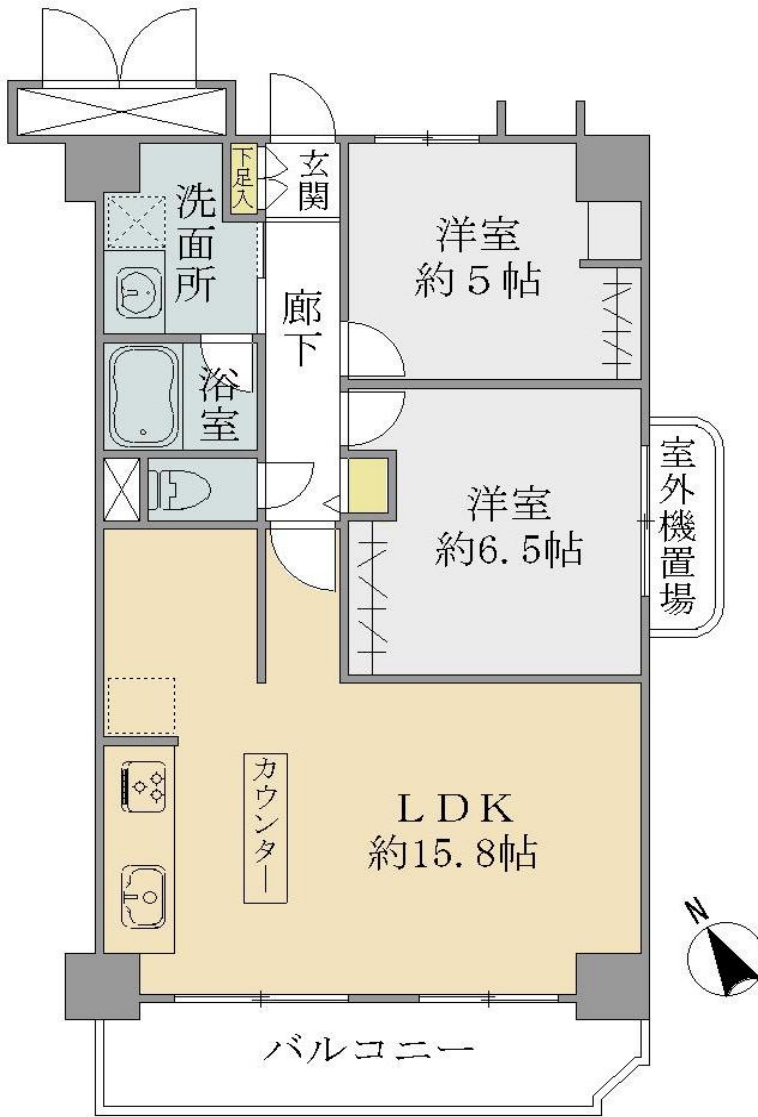 下足入
玄関
洗面所
洋室
約5帖
廊下
浴室
洋室
約6.5帖
室外機置場
カウンター
LDK
約15.8帖
N
バルコニー